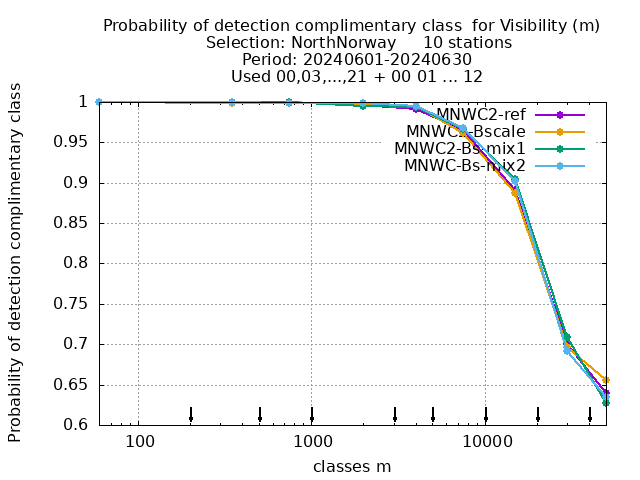 Probability of detection complimentary class  for Visibility (m)
Selection: NorthNorway     10 stations
Period: 20240601-20240630
Used 00,03,...,21 + 00 01 ... 12
Probability of detection complimentary class
1
0.95
0.9
0.85
0.8
0.75
0.7
0.65
0.6
MNWC2-ref
MNWC2-Bscale
MNWC2-Bs-mix1
MNWC-Bs-mix2
100
1000
10000
classes m